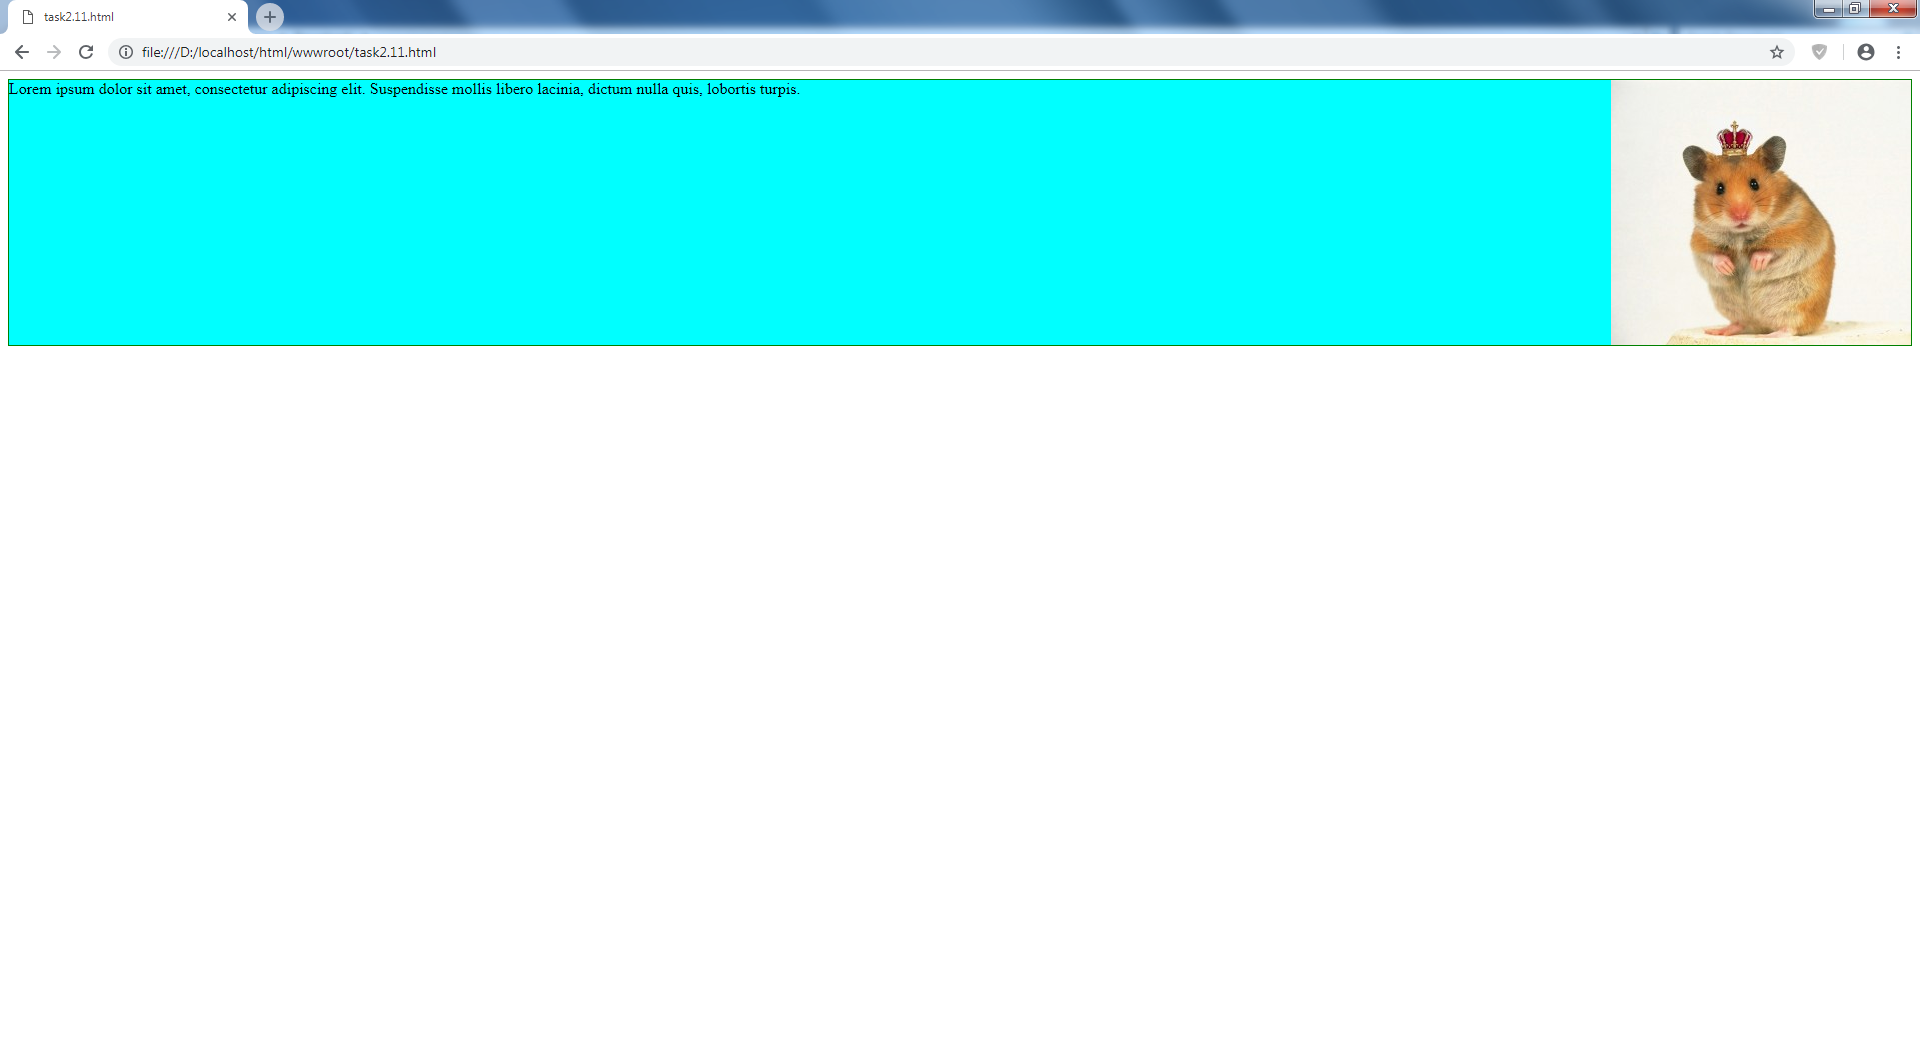 task2.11.html
file:///D:/localhost/html/wwwroot/task2.11.html
Lorem ipsum dolor sit amet, consectetur adipiscing elit. Suspendisse mollis libero lacinia, dictum nulla quis, lobortis turpis.